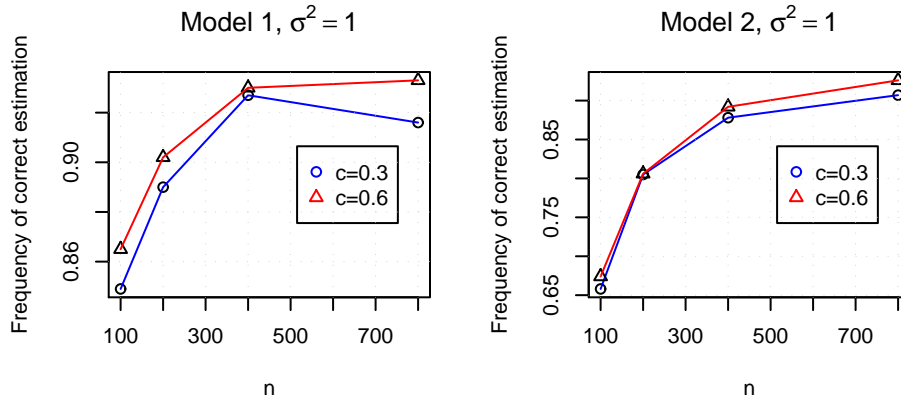 Model 1, σ² = 1
Frequency of correct estimation
0.90
0.86
c=0.3
c=0.6
100 300 500 700
n
Model 2, σ² = 1
Frequency of correct estimation
0.85
0.75
0.65
c=0.3
c=0.6
100 300 500 700
n